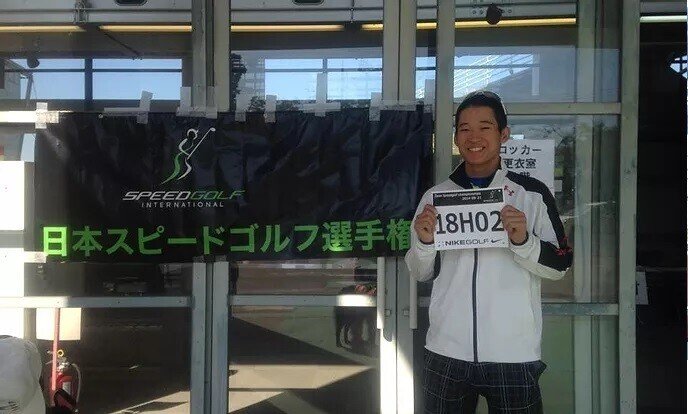 SPEEDGOLF
INTERNATIONAL
日本スピードゴルフ選手権
ロッカー
更衣室
18H02
NIKEGOLF